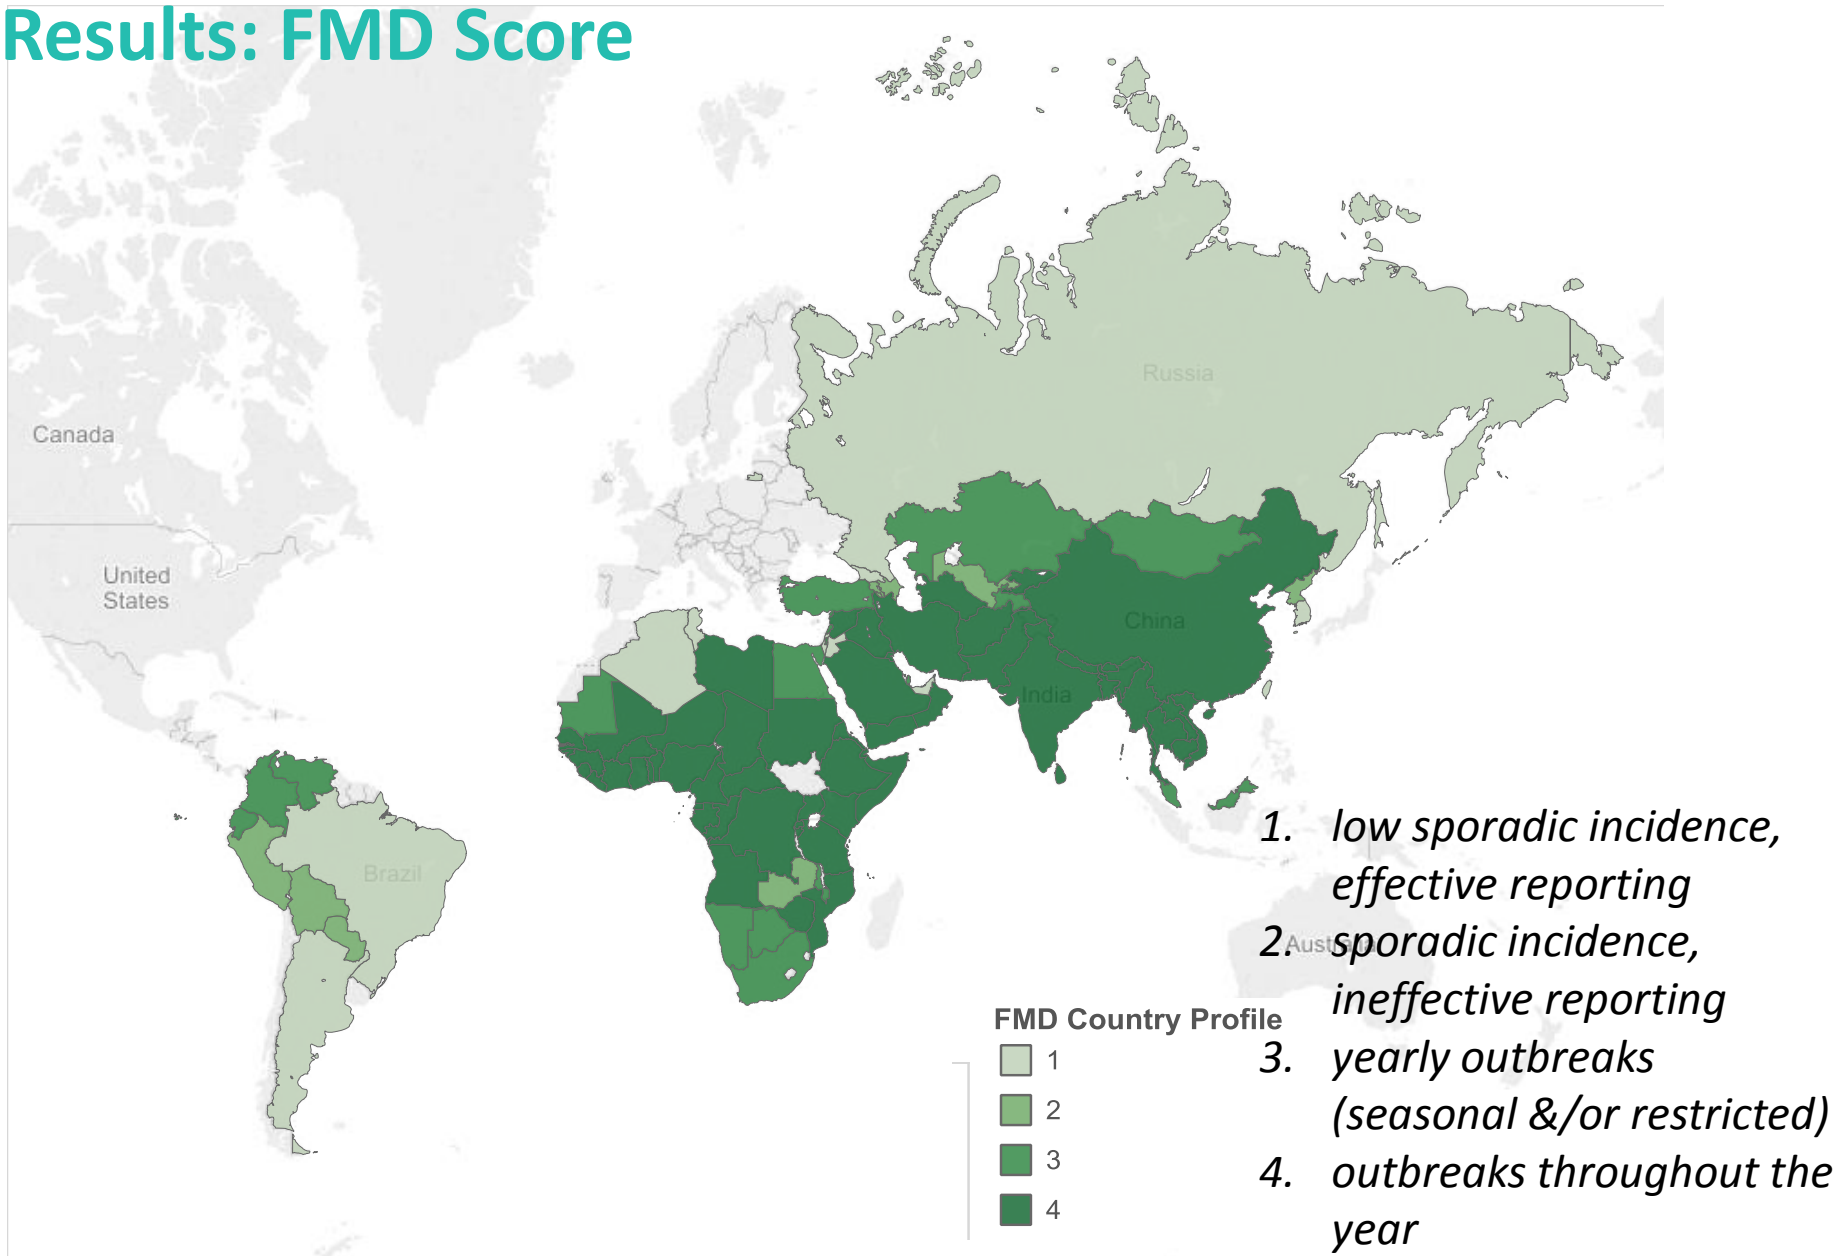 Results: FMD Score
Russia
Canada
United
States
China
India
Brazil
Australia
FMD Country Profile
1
2
3
4
1. low sporadic incidence,
effective reporting
2. sporadic incidence,
ineffective reporting
3. yearly outbreaks
(seasonal &/or restricted)
4. outbreaks throughout the
year